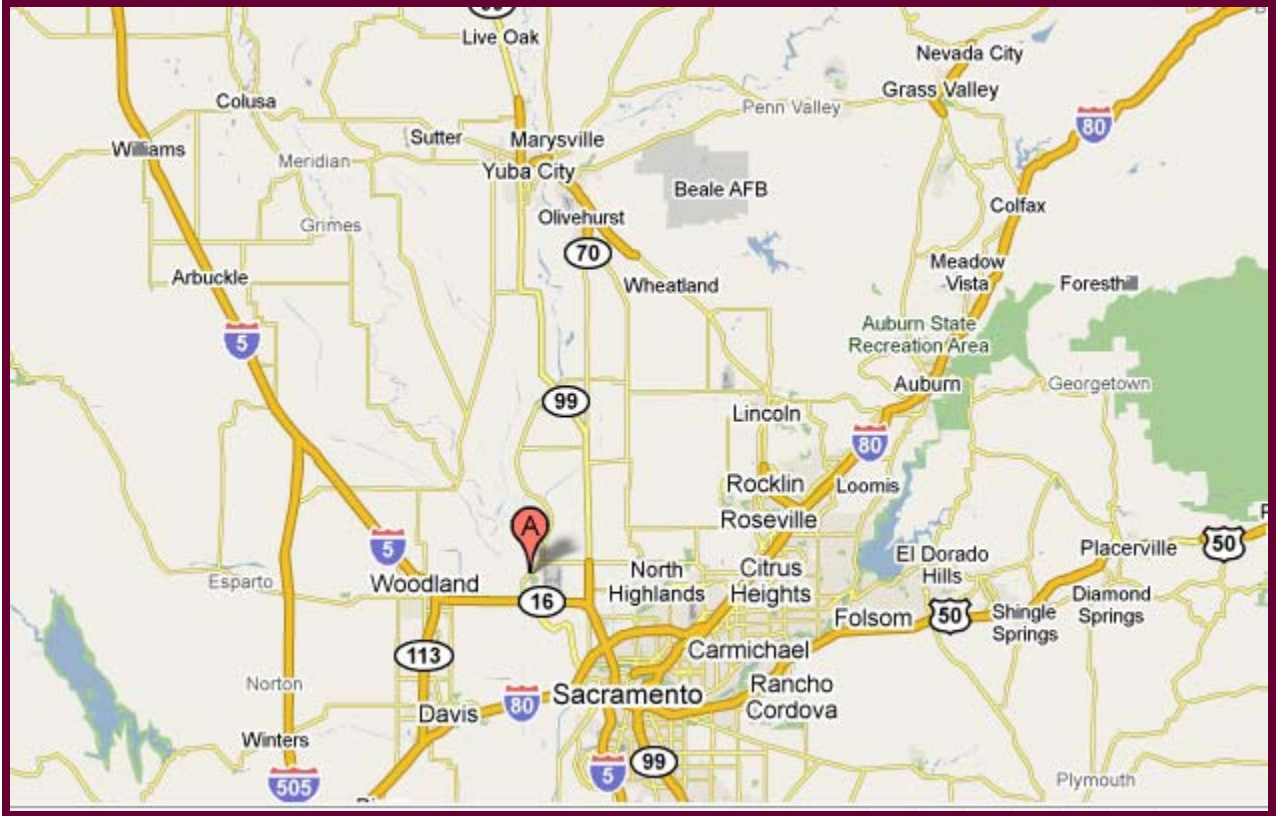 Live Oak
Nevada City
Grass Valley
Colusa
Penn Valley
80
Sutter
Marysville
Williams
Meridian
Yuba City
Beale AFB
Colfax
Olivehurst
Grimes
70
Meadow
Vista
Arbuckle
Wheatland
Foresthill
Auburn State
Recreation Area
5
Auburn
Georgetown
99
Lincoln
80
Rocklin
Loomis
Roseville
A
5
50
Placerville
El Dorado
Hills
Esparto
Woodland
North
Highlands
Citrus
Heights
16
Diamond
Springs
Folsom
50
Shingle
Springs
113
Carmichael
Norton
Sacramento
Rancho
Cordova
80
Davis
Winters
99
5
505
Plymouth